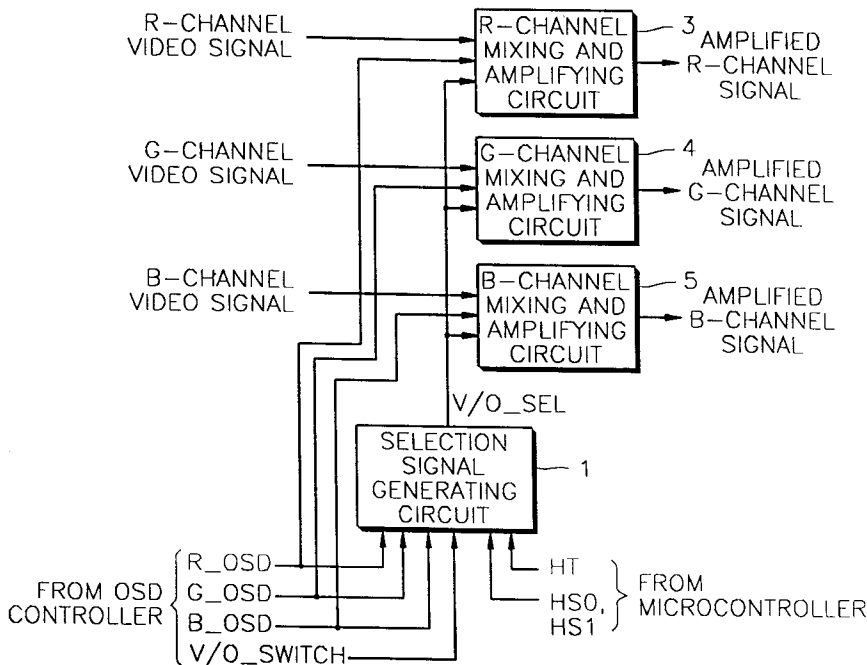 R-CHANNEL
VIDEO SIGNAL
R-CHANNEL
MIXING AND
AMPLIFYING
CIRCUIT
3
AMPLIFIED
R-CHANNEL
SIGNAL
G-CHANNEL
VIDEO SIGNAL
G-CHANNEL
MIXING AND
AMPLIFYING
CIRCUIT
4
AMPLIFIED
G-CHANNEL
SIGNAL
B-CHANNEL
VIDEO SIGNAL
B-CHANNEL
MIXING AND
AMPLIFYING
CIRCUIT
5
AMPLIFIED
B-CHANNEL
SIGNAL
V/O_SEL
SELECTION
SIGNAL
GENERATING
CIRCUIT
1
FROM OSD
CONTROLLER
R_OSD
G_OSD
B_OSD
V/O_SWITCH
HT
HS0,
HS1
FROM
MICROCONTROLLER